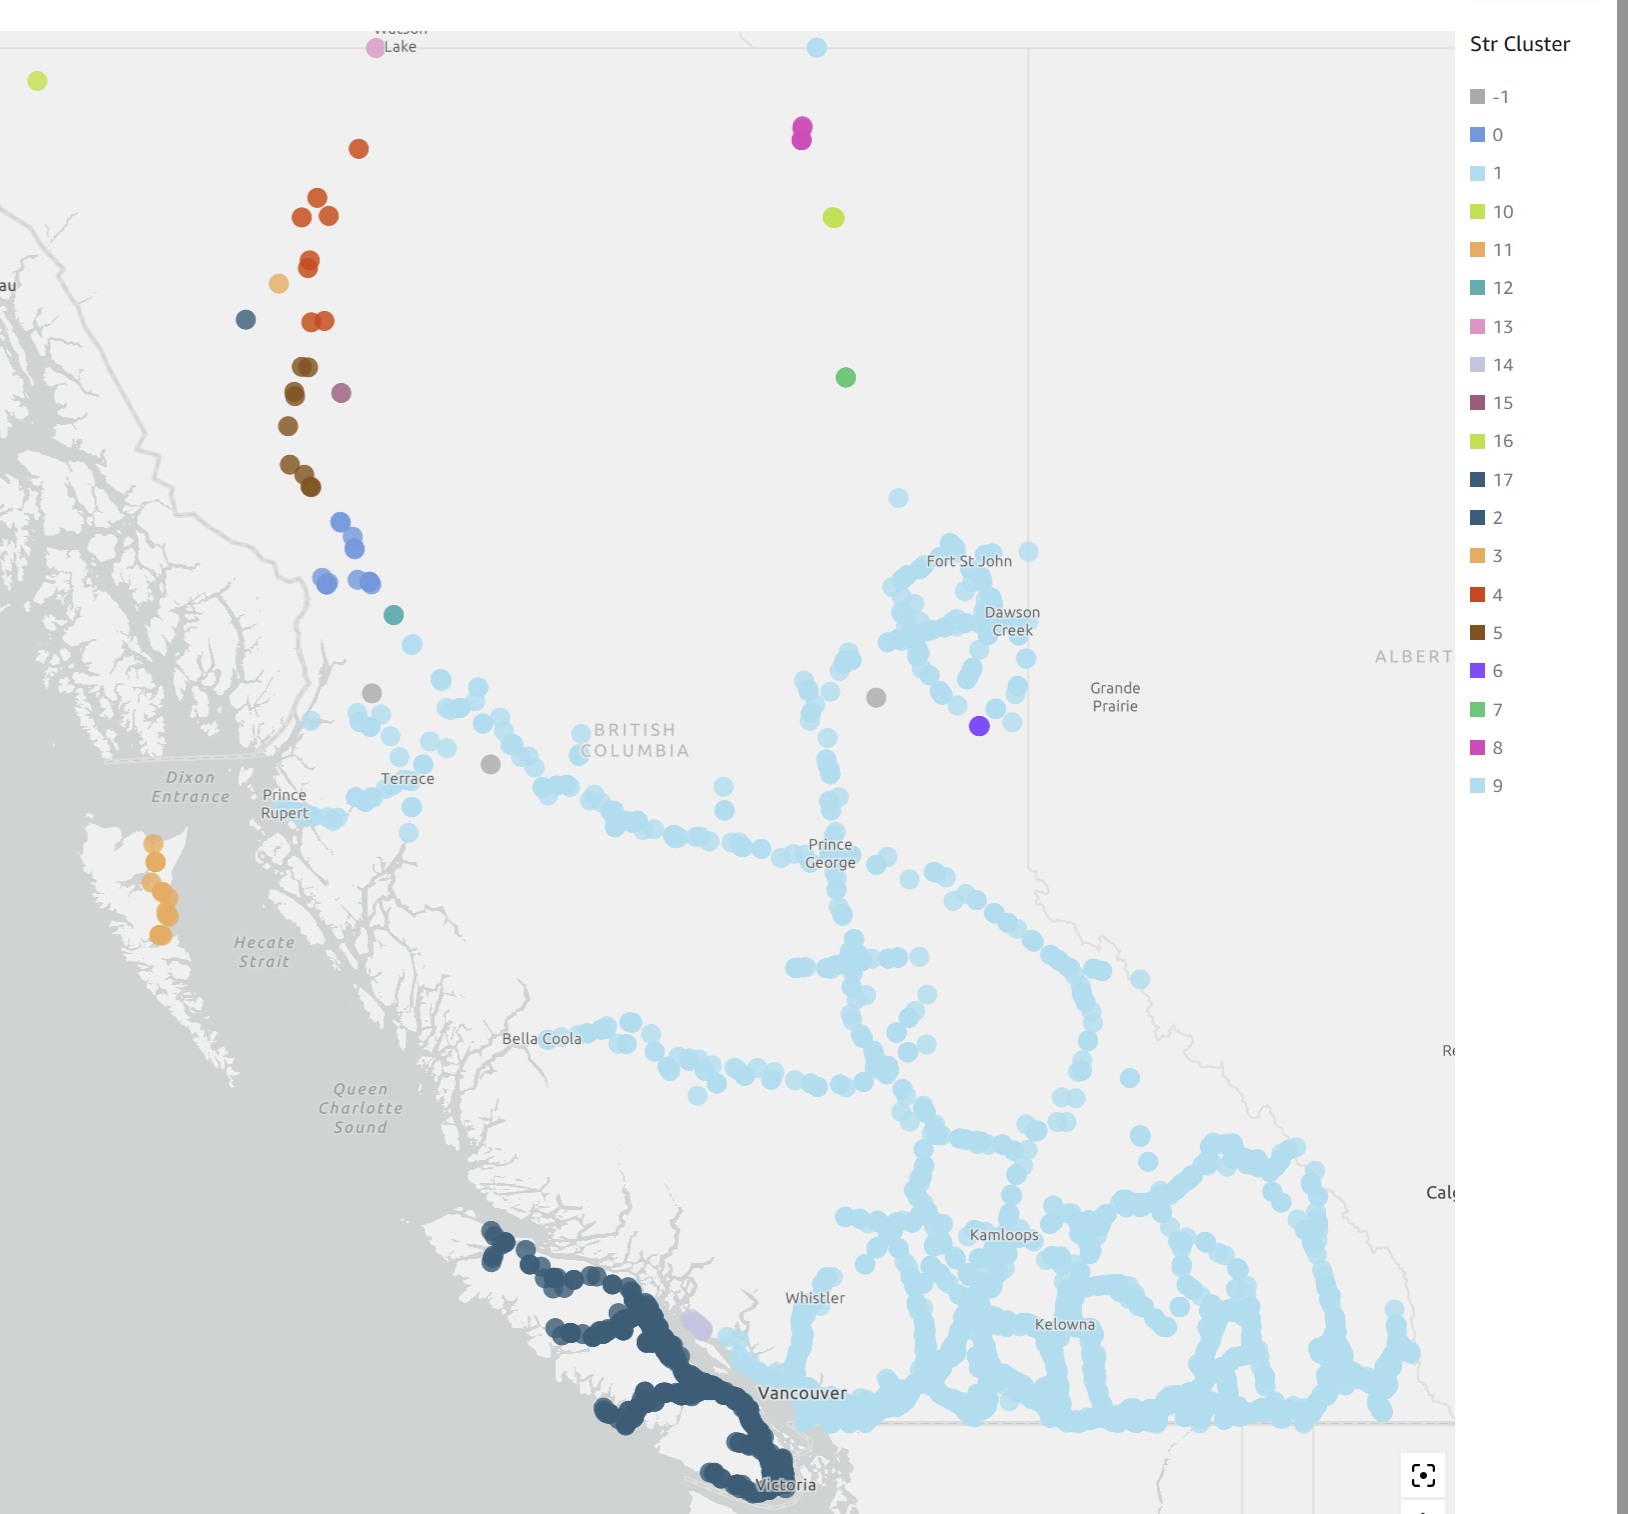 Watson
Lake
au
Fort St John
Dawson
Creek
ALBERT
Grande
Prairie
BRITISH
COLUMBIA
Dixon
Entrance
Terrace
Prince
Rupert
Prince
George
Hecate
Strait
Bella Coola
Re
Queen
Charlotte
Sound
Calg
Kamloops
Whistler
Kelowna
Vancouver
Victoria
Str Cluster
-1
0
1
10
11
12
13
14
15
16
17
2
3
4
5
6
7
8
9